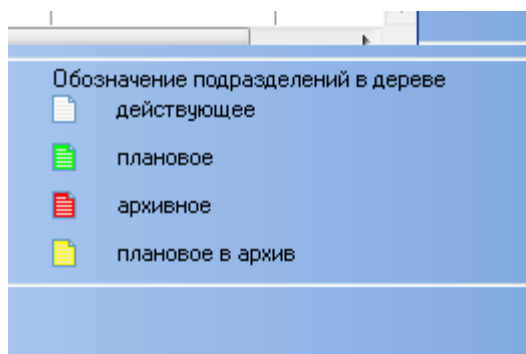 Обозначение подразделений в дереве
действующее
плановое
архивное
плановое в архив